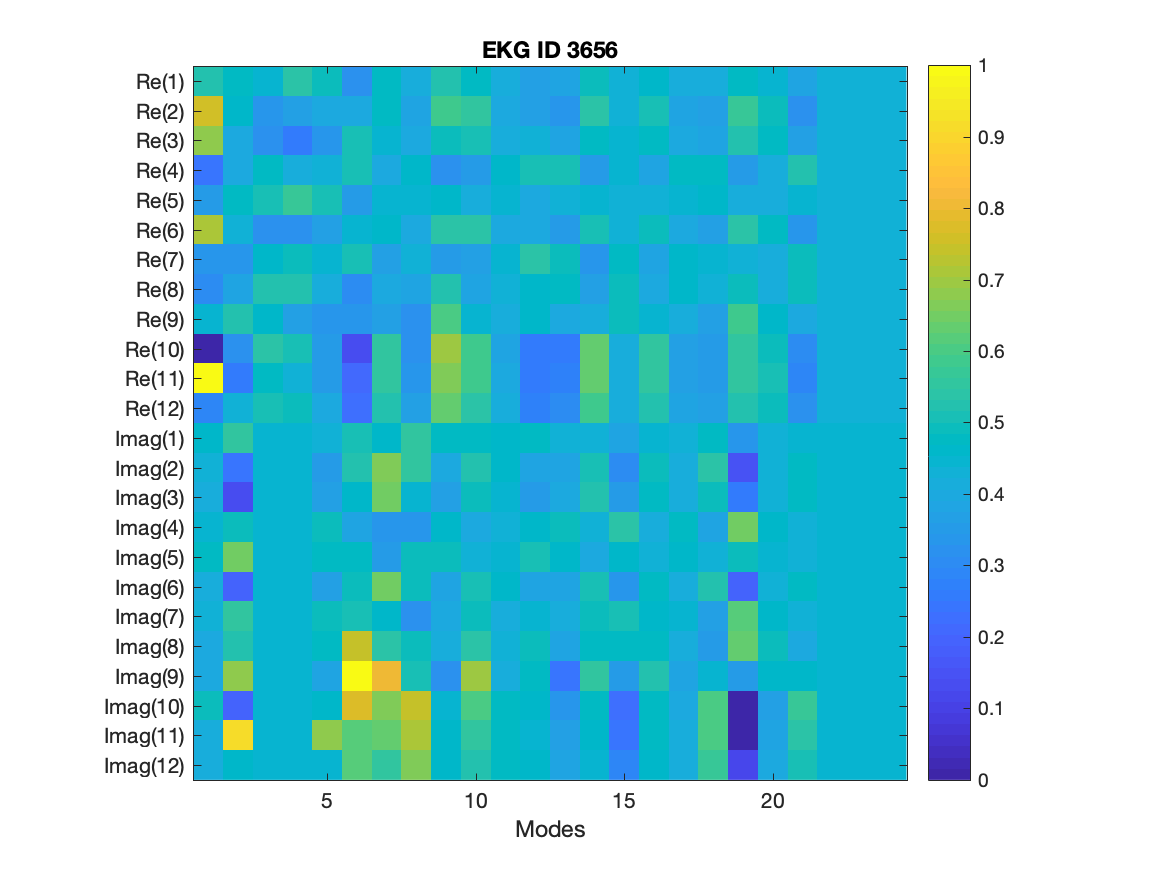 EKG ID 3656
Re(1)
Re(2)
Re(3)
Re(4)
Re(5)
Re(6)
Re(7)
Re(8)
Re(9)
Re(10)
Re(11)
Re(12)
Imag(1)
Imag(2)
Imag(3)
Imag(4)
Imag(5)
Imag(6)
Imag(7)
Imag(8)
Imag(9)
Imag(10)
Imag(11)
Imag(12)
5 10 15 20
Modes
1
0.9
0.8
0.7
0.6
0.5
0.4
0.3
0.2
0.1
0